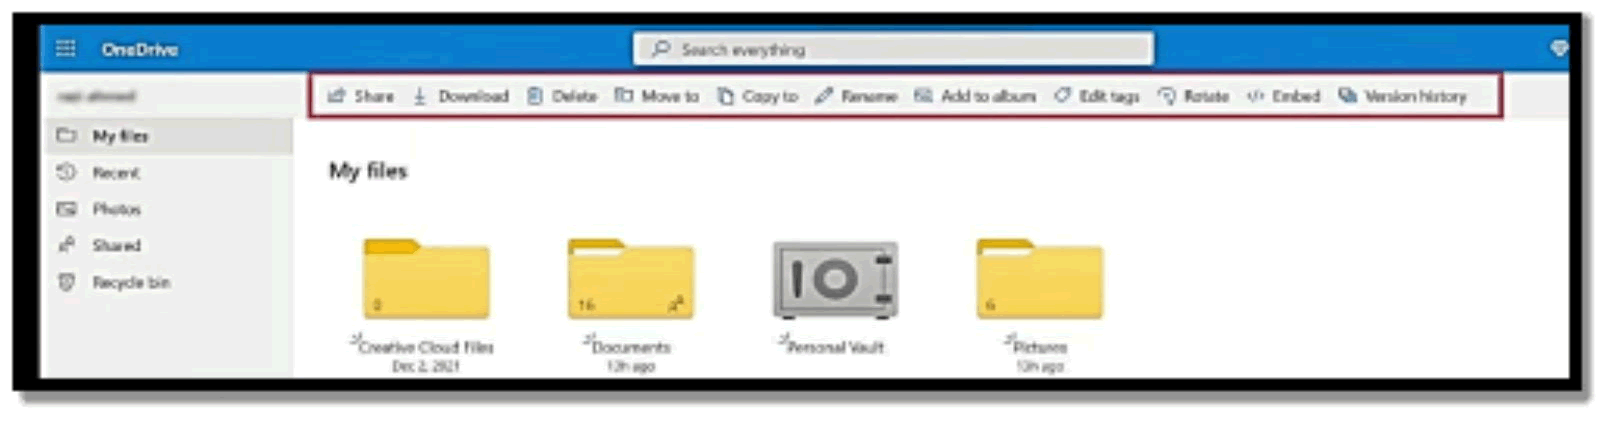 OneDrive
Search everything
Share Download Delete Move to Copy to Rename Add to album Edit tags Rotate Embed Version history
My files
Recent
Photos
Shared
Recycle bin
My files
0
16
6
Creative Cloud Files
Dec 2, 2021
Documents
13h ago
Personal Vault
Pictures
13h ago